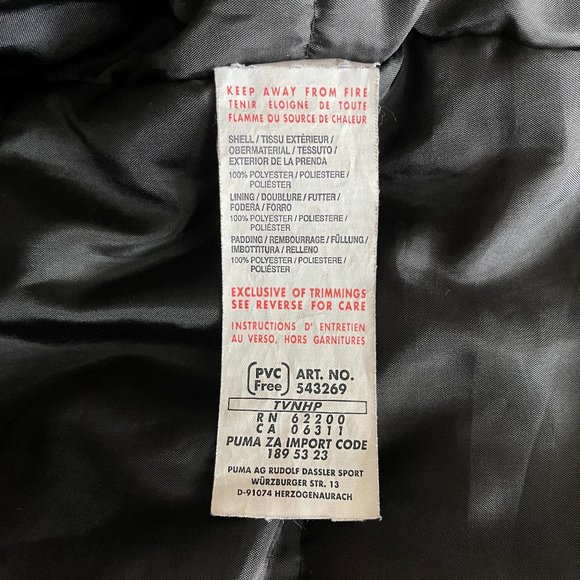 KEEP AWAY FROM FIRE
TENIR ÉLOIGNÉ DE TOUTE
FLAMME OU SOURCE DE CHALEUR
SHELL / TISSU EXTÉRIEUR /
OBERMATERIAL / TESSUTO /
EXTERIOR DE LA PRENDA
100% POLYESTER / POLIESTERE /
POLIÉSTER
LINING / DOUBLURE / FUTTER /
FODERA / FORRO
100% POLYESTER / POLIESTERE /
POLIÉSTER
PADDING / REMBOURRAGE / FÜLLUNG /
IMBOTTITURA / RELLENO
100% POLYESTER / POLIESTERE /
POLIÉSTER
EXCLUSIVE OF TRIMMINGS
SEE REVERSE FOR CARE
INSTRUCTIONS D' ENTRETIEN
AU VERSO, HORS GARNITURES
(PVC Free) ART. NO.
543269
TVNHP
RN 62200
CA 06311
PUMA ZA IMPORT CODE
189 53 23
PUMA AG RUDOLF DASSLER SPORT
WÜRZBURGER STR. 13
D-91074 HERZOGENAURACH